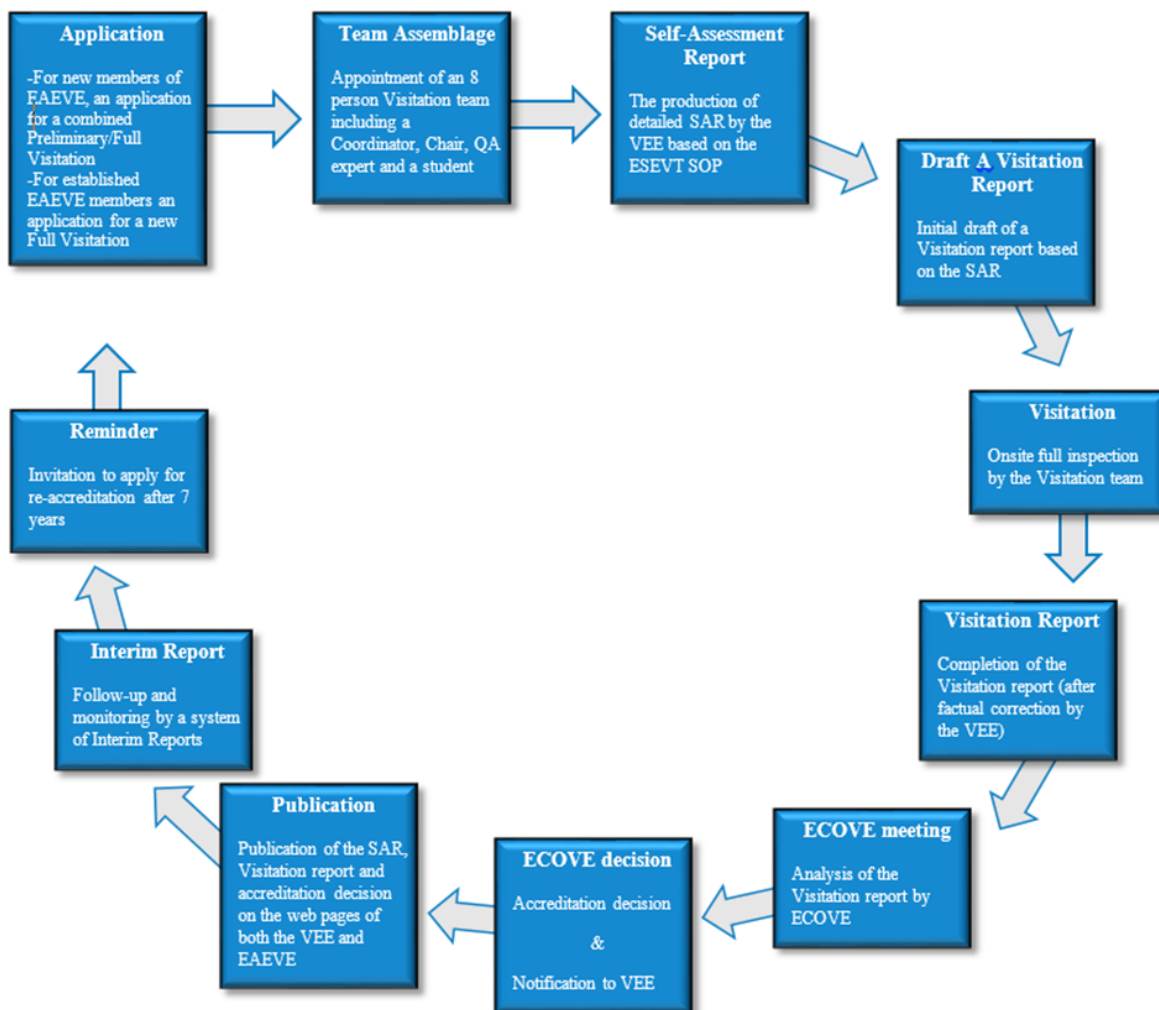 Application
-For new members of
EAEVE, an application
for a combined
Preliminary/Full
Visitation
-For established
EAEVE members an
application for a new
Full Visitation
Team Assemblage
Appointment of an 8
person Visitation team
including a
Coordinator, Chair, QA
expert and a student
Self-Assessment
Report
The production of
detailed SAR by the
VEE based on the
ESEVT SOP
Draft A Visitation
Report
Initial draft of a
Visitation report based
on the SAR
Visitation
Onsite full inspection
by the Visitation team
Visitation Report
Completion of the
Visitation report (after
factual correction by
the VEE)
ECOVE meeting
Analysis of the
Visitation report by
ECOVE
ECOVE decision
Accreditation decision
&
Notification to VEE
Publication
Publication of the SAR,
Visitation report and
accreditation decision
on the web pages of
both the VEE and
EAEVE
Interim Report
Follow-up and
monitoring by a system
of Interim Reports
Reminder
Invitation to apply for
re-accreditation after 7
years